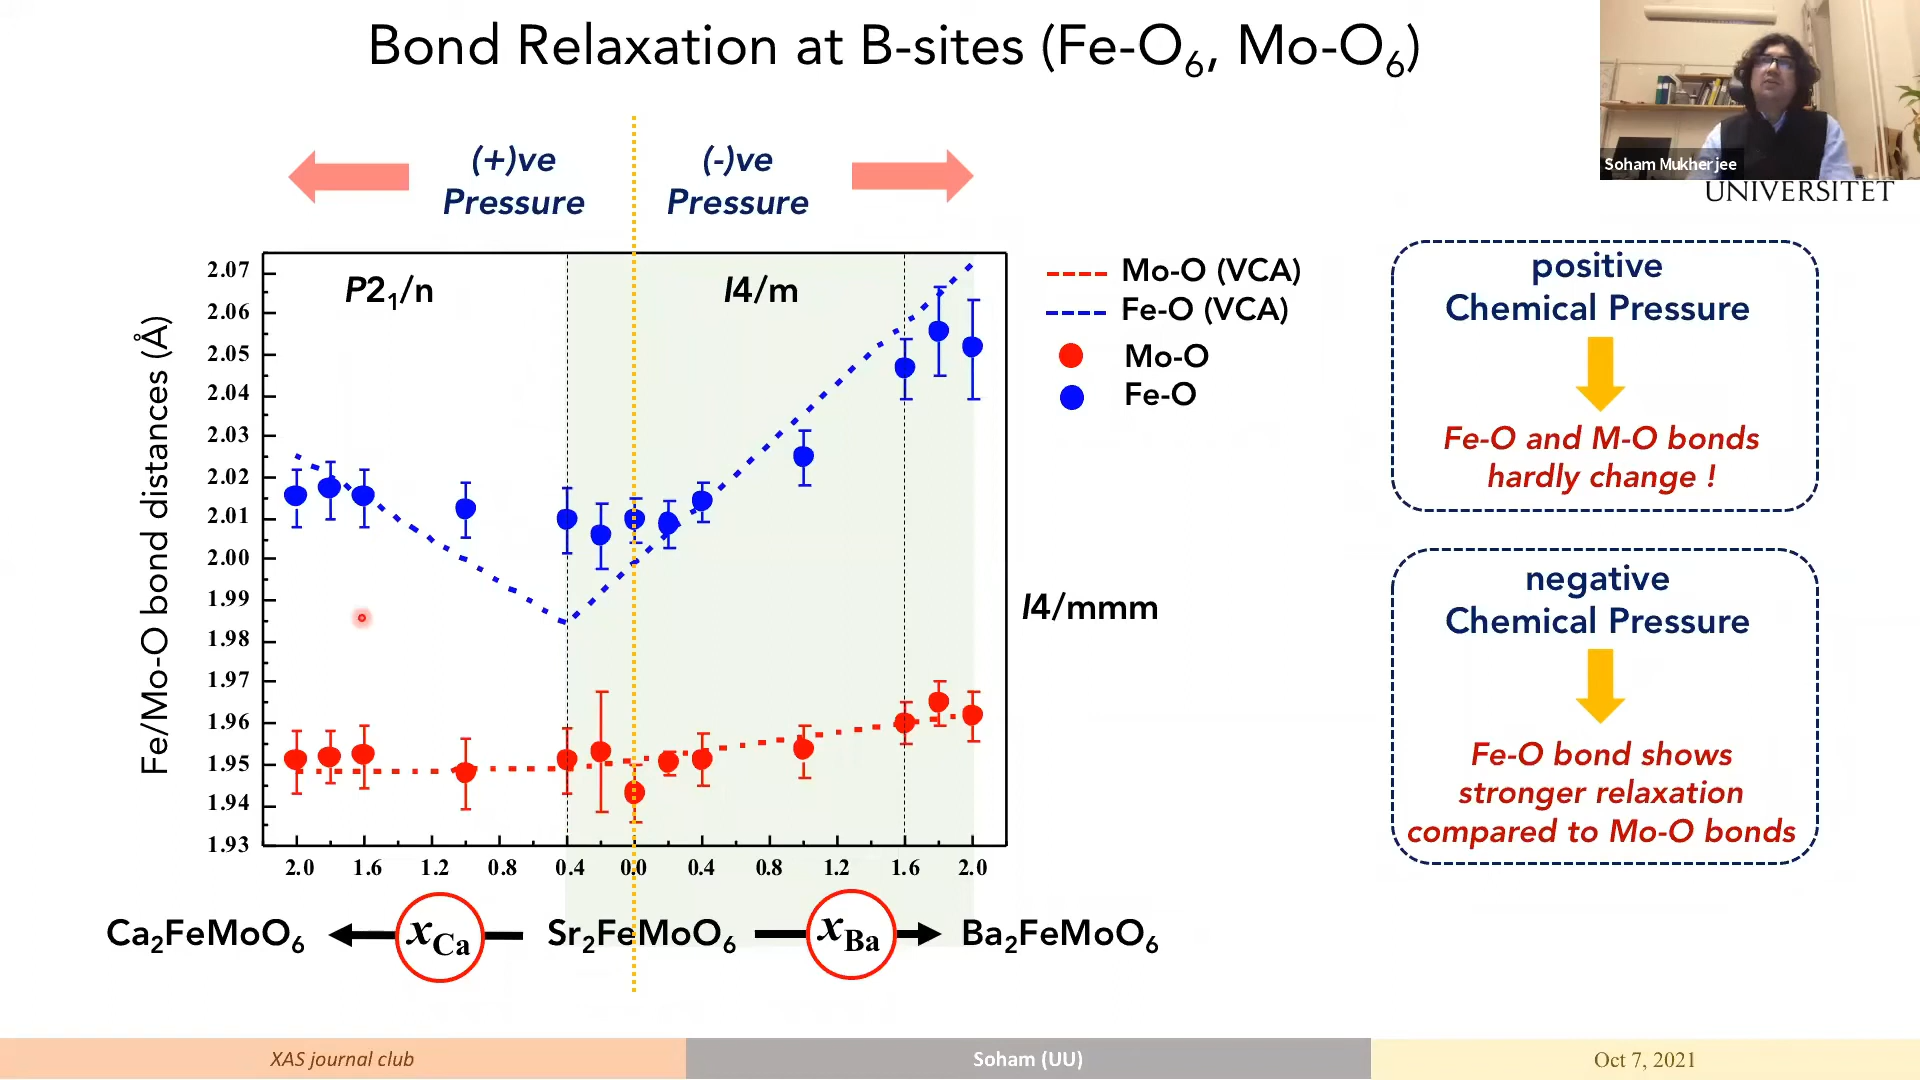 Bond Relaxation at B-sites (Fe-O6, Mo-O6)
Soham Mukherjee
UNIVERSITET
(+)ve
Pressure
(-)ve
Pressure
P21/n
I4/m
I4/mmm
Fe/Mo-O bond distances (Å)
2.07
2.06
2.05
2.04
2.03
2.02
2.01
2.00
1.99
1.98
1.97
1.96
1.95
1.94
1.93
2.0 1.6 1.2 0.8 0.4 0.0 0.4 0.8 1.2 1.6 2.0
Mo-O (VCA)
Fe-O (VCA)
Mo-O
Fe-O
Ca2FeMoO6 xCa Sr2FeMoO6 xBa Ba2FeMoO6
positive
Chemical Pressure
Fe-O and M-O bonds
hardly change !
negative
Chemical Pressure
Fe-O bond shows
stronger relaxation
compared to Mo-O bonds
XAS journal club
Soham (UU)
Oct 7, 2021